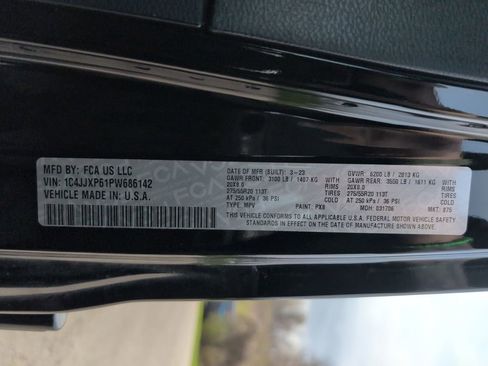 MFD BY: FCA US LLC
VIN: 1C4JJXP61PW686142
VEHICLE MADE IN: U.S.A.
DATE OF MFR (BUILT): 3-23
GAWR FRONT: 3100 LB / 1407 KG WITH
20X8.0 RIMS
275/55R20 113T TIRES
AT 250 kPa / 36 PSI COLD
TYPE: MPV PAINT: PX8
GVWR: 6200 LB / 2813 KG
GAWR REAR: 3550 LB / 1611 KG WITH
20X8.0 RIMS
275/55R20 113T TIRES
AT 250 kPa / 36 PSI COLD
MDH: 031706 MKT: 875
THIS VEHICLE CONFORMS TO ALL APPLICABLE U.S.A. FEDERAL MOTOR VEHICLE SAFETY
STANDARDS IN EFFECT ON THE DATE OF MANUFACTURE SHOWN ABOVE.